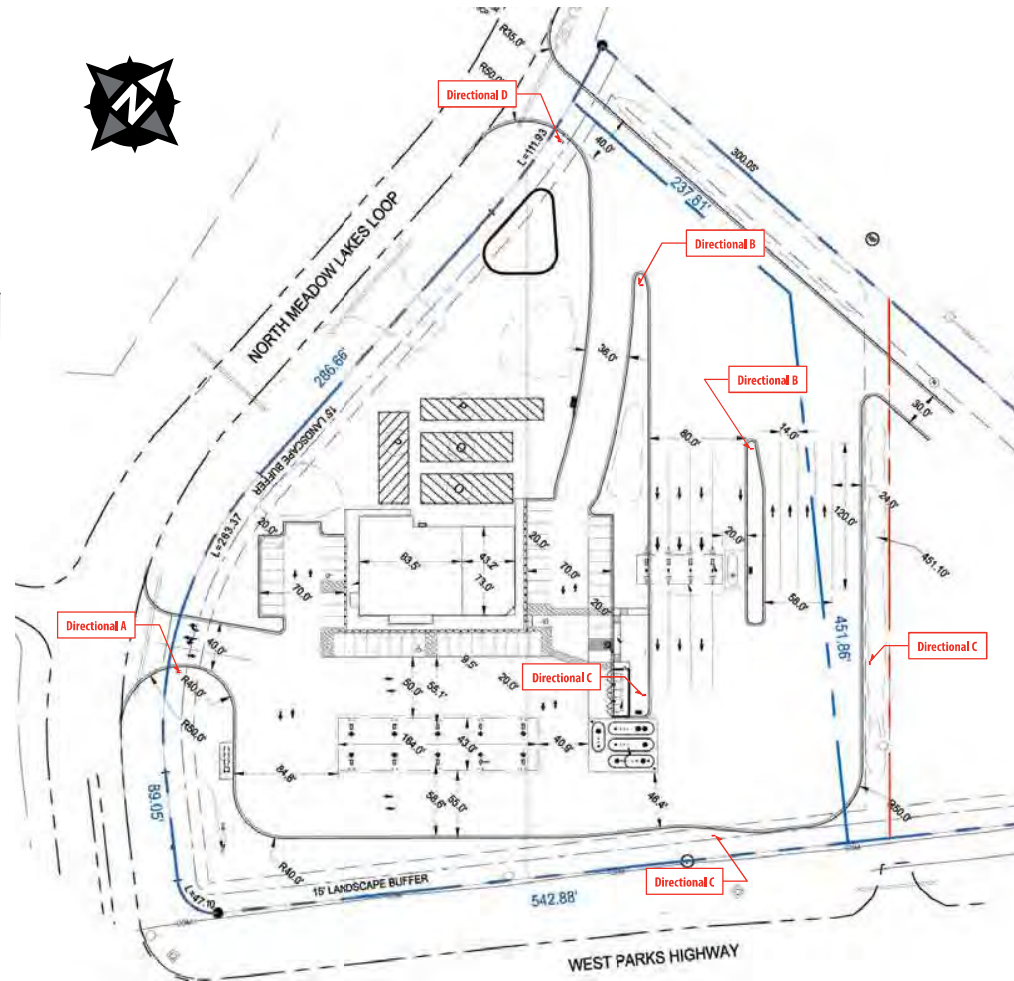 R35.0'
R50.0'
Directional D
N
L=111.93
40.0'
300.05'
237.81'
NORTH MEADOW LAKES LOOP
Directional B
36.0'
286.66'
Directional B
30.0'
15' LANDSCAPE BUFFER
80.0'
14.0'
L=263.37
20.0'
24.0'
120.0'
83.5'
43.2'
73.0'
20.0'
70.0'
70.0'
20.0'
451.10'
58.0'
20.0'
451.86'
Directional A
40.0'
Directional C
R40.0'
9.5'
50.0'
55.1'
20.0'
Directional C
R50.0'
164.0'
43.0'
40.9'
84.8'
89.05'
58.6'
55.0'
46.4'
R50.0'
R40.0'
15' LANDSCAPE BUFFER
Directional C
L=47.10
542.88'
WEST PARKS HIGHWAY